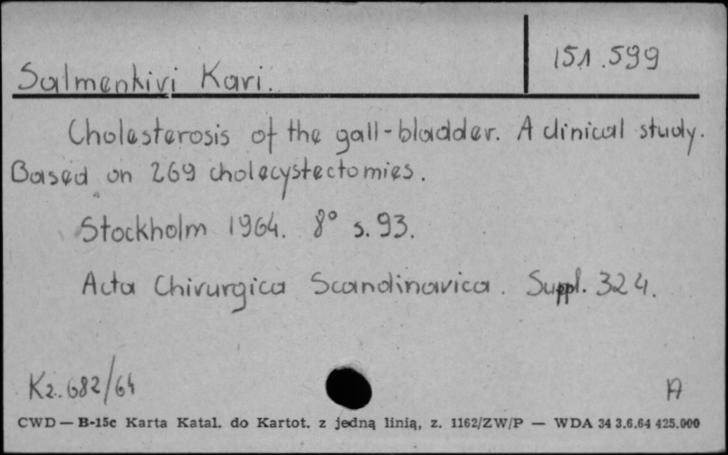 151.599
Salmenkivi Kari.
Cholesterosis of the gall-bladder. A clinical study.
Based on 269 cholecystectomies.
Stockholm 1964. 8° s. 93.
Acta Chirurgica Scandinavica. Suppl. 324.
Kz. 682/64
A
CWD — B-15c Karta Katal. do Kartot. z jedną linią, z. 1162/ZW/P — WDA 34 3.6.64 425.000